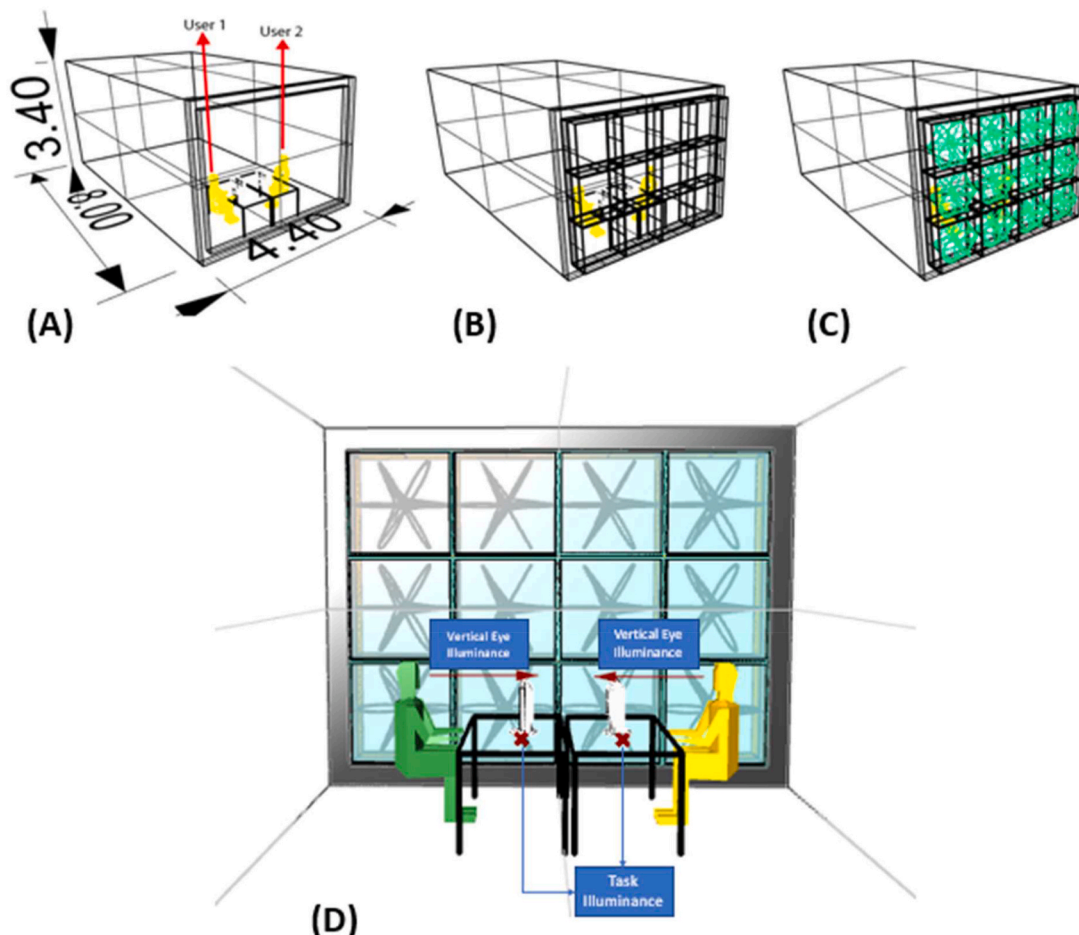 User 1
User 2
3.40
8.00
4.40
(A)
(B)
(C)
Vertical Eye
Illuminance
Vertical Eye
Illuminance
Task
Illuminance
(D)